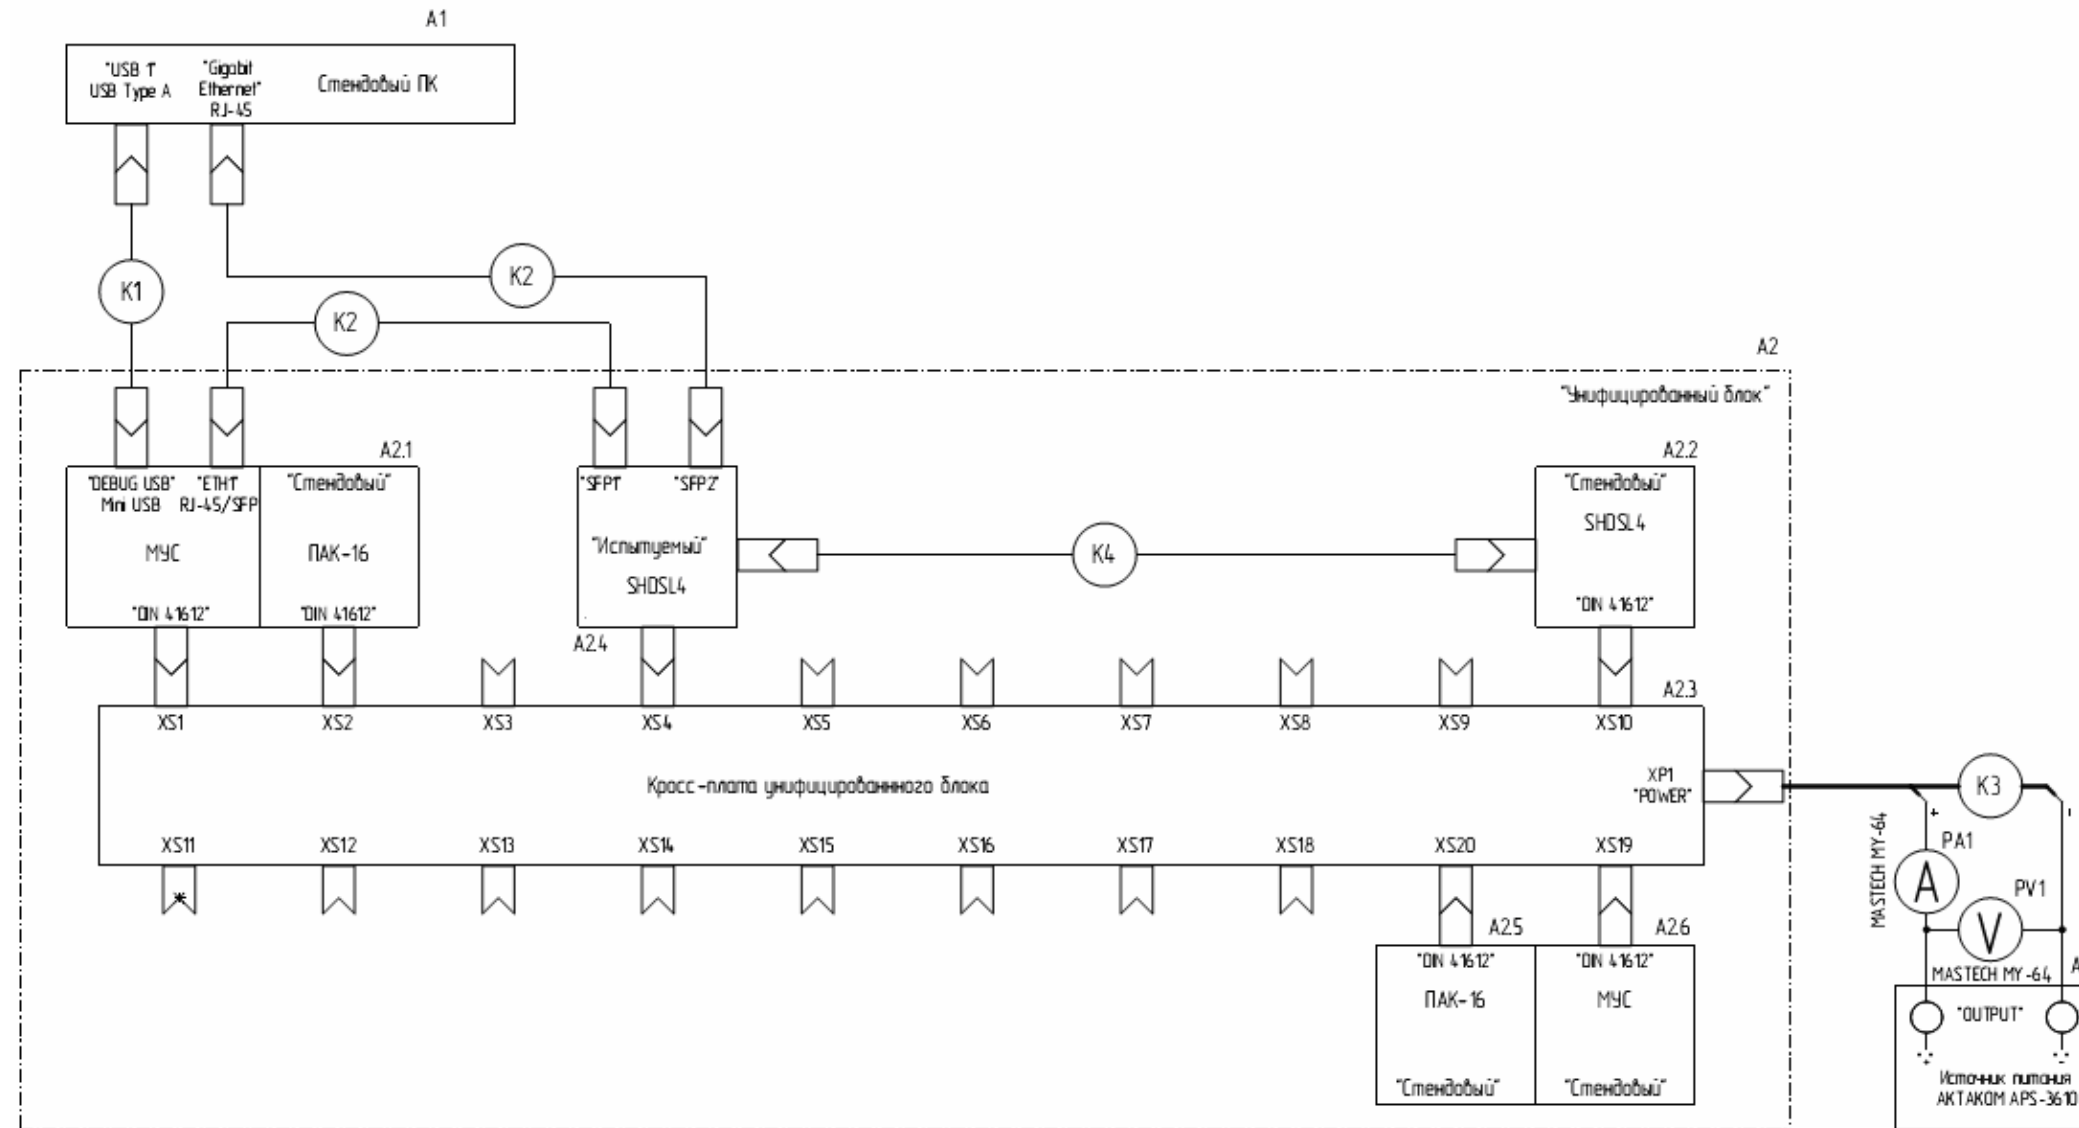 A1
"USB 1"
USB Type A
"Gigabit
Ethernet"
RJ-45
Стендовый ПК
K1
K2
K2
A2
"Унифицированный блок"
A2.1
"DEBUG USB"
Mini USB
"ETH1"
RJ-45/SFP
"Стендовый"
МУС
ПАК-16
"DIN 41612"
"DIN 41612"
"SFP1"
"SFP2"
"Испытуемый"
SHDSL4
A2.4
K4
A2.2
"Стендовый"
SHDSL4
"DIN 41612"
A2.3
XS1
XS2
XS3
XS4
XS5
XS6
XS7
XS8
XS9
XS10
Кросс-плата унифицированнного блока
XP1
"POWER"
XS11
XS12
XS13
XS14
XS15
XS16
XS17
XS18
XS20
XS19
*
A2.5
A2.6
"DIN 41612"
"DIN 41612"
ПАК-16
МУС
"Стендовый"
"Стендовый"
K3
+
-
MASTECH MY-64
PA1
A
PV1
V
MASTECH MY-64
A
"OUTPUT"
+
-
Источник питания
АКТАКОМ APS-3610